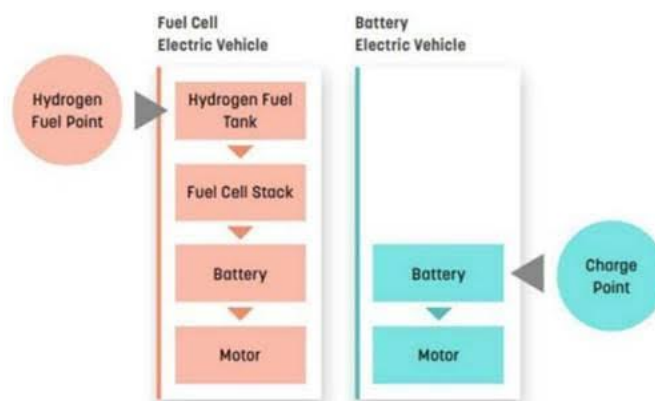 Fuel Cell
Electric Vehicle
Battery
Electric Vehicle
Hydrogen
Fuel Point
Hydrogen Fuel
Tank
Fuel Cell Stack
Battery
Motor
Battery
Motor
Charge
Point